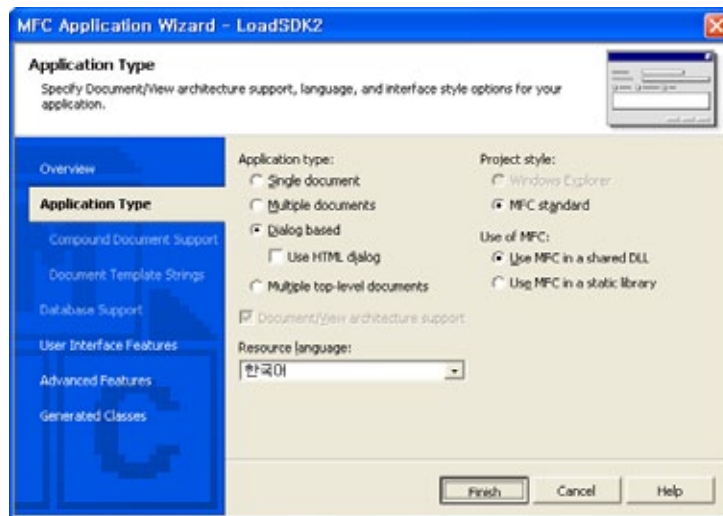 MFC Application Wizard - LoadSDK2
Application Type
Specify Document/View architecture support, language, and interface style options for your
application.
Overview
Application Type
Compound Document Support
Document Template Strings
Database Support
User Interface Features
Advanced Features
Generated Classes
Application type:
Single document
Multiple documents
Dialog based
Use HTML dialog
Multiple top-level documents
Document/View architecture support
Resource language:
한국어
Project style:
Windows Explorer
MFC standard
Use of MFC:
Use MFC in a shared DLL
Use MFC in a static library
Finish
Cancel
Help